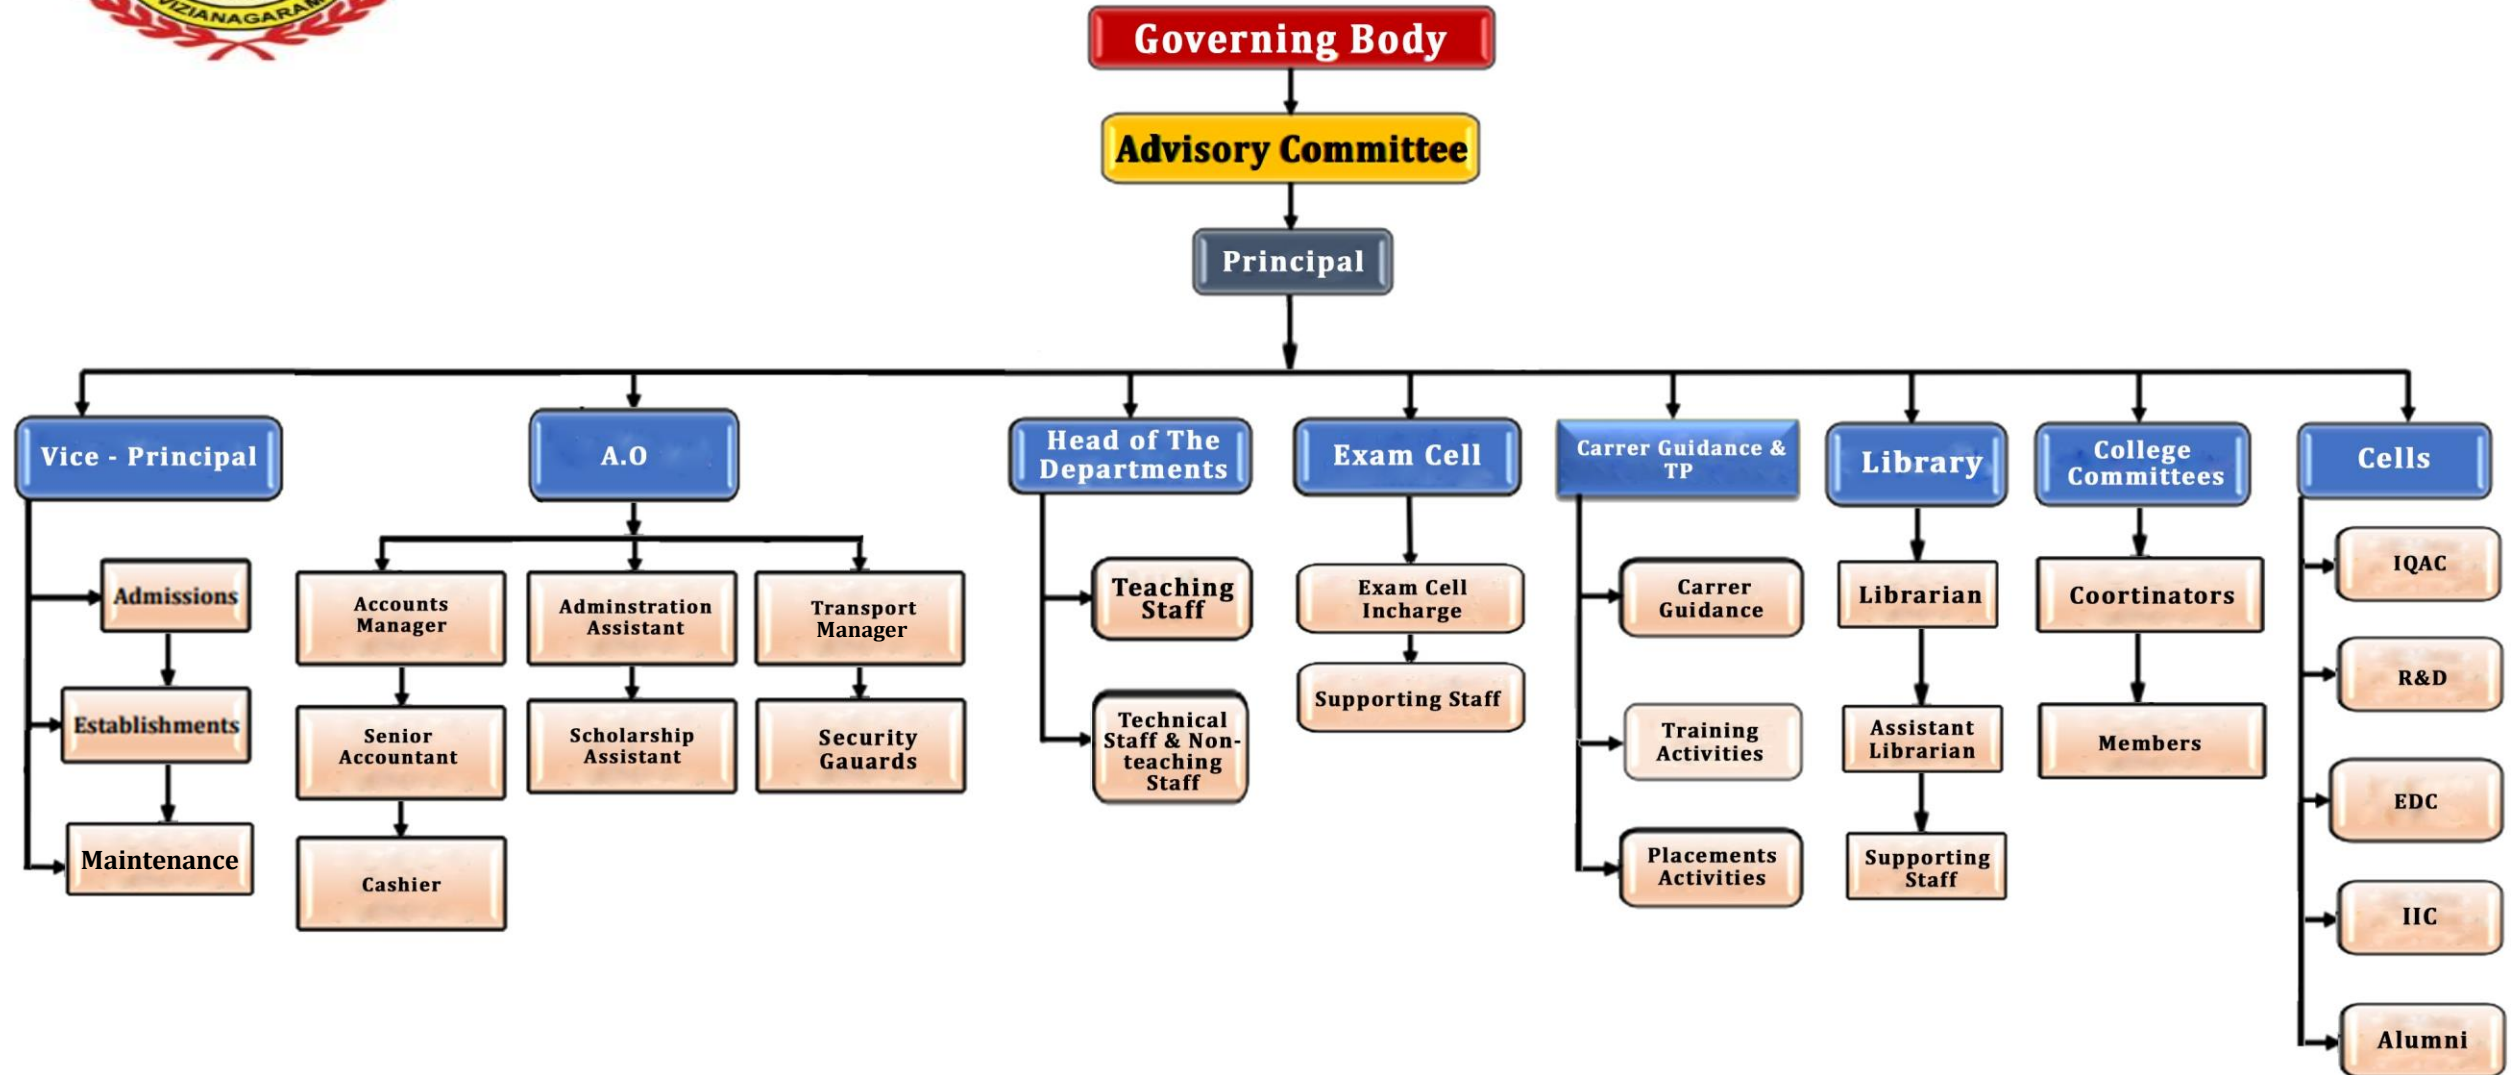 VIZIANAGARAM
Governing Body
Advisory Committee
Principal
Vice - Principal
Admissions
Establishments
Maintenance
A.O
Accounts
Manager
Senior
Accountant
Cashier
Adminstration
Assistant
Scholarship
Assistant
Transport
Manager
Security
Gauards
Head of The
Departments
Teaching
Staff
Technical
Staff & Non-
teaching
Staff
Exam Cell
Exam Cell
Incharge
Supporting Staff
Carrer Guidance &
TP
Carrer
Guidance
Training
Activities
Placements
Activities
Library
Librarian
Assistant
Librarian
Supporting
Staff
College
Committees
Coortinators
Members
Cells
IQAC
R&D
EDC
IIC
Alumni